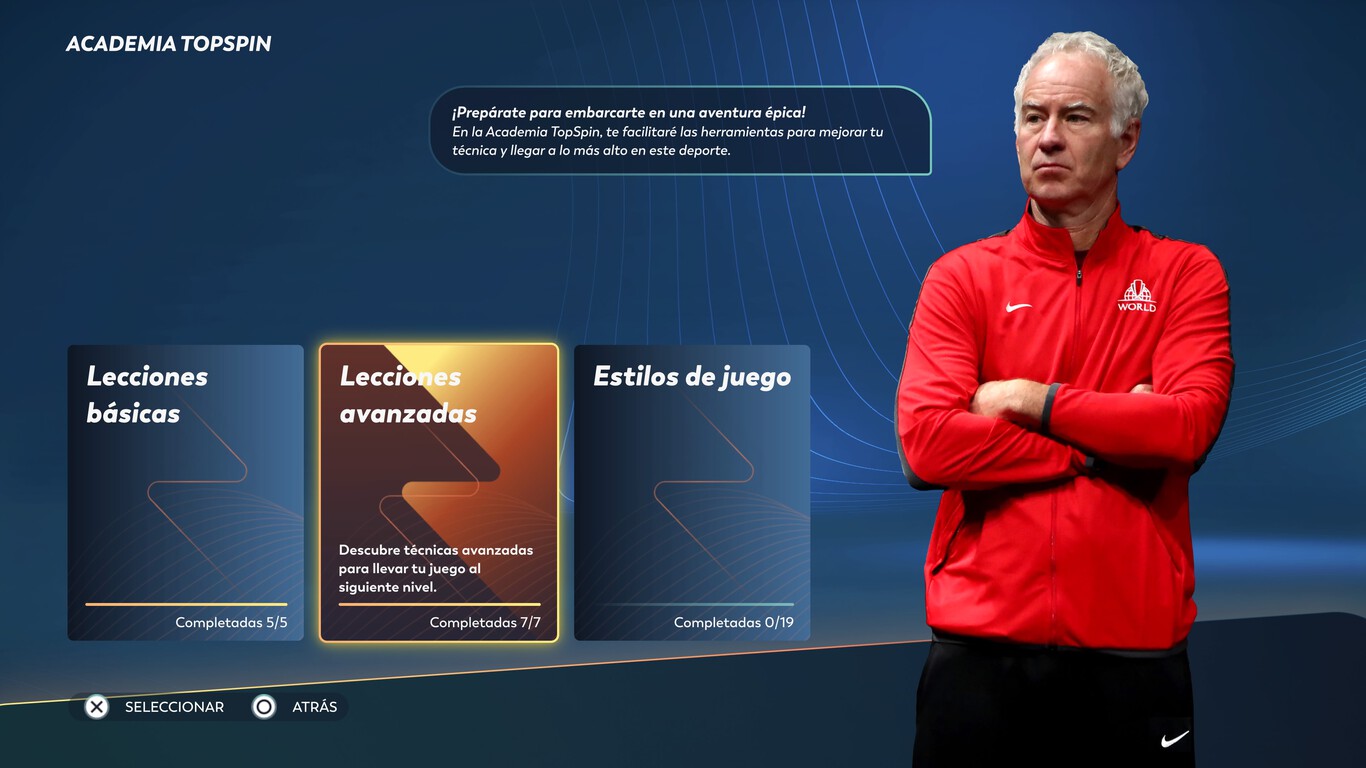 ACADEMIA TOPSPIN
¡Prepárate para embarcarte en una aventura épica!
En la Academia TopSpin, te facilitaré las herramientas para mejorar tu
técnica y llegar a lo más alto en este deporte.
WORLD
Lecciones
básicas
Completadas 5/5
Lecciones
avanzadas
Descubre técnicas avanzadas
para llevar tu juego al
siguiente nivel.
Completadas 7/7
Estilos de juego
Completadas 0/19
SELECCIONAR
ATRÁS